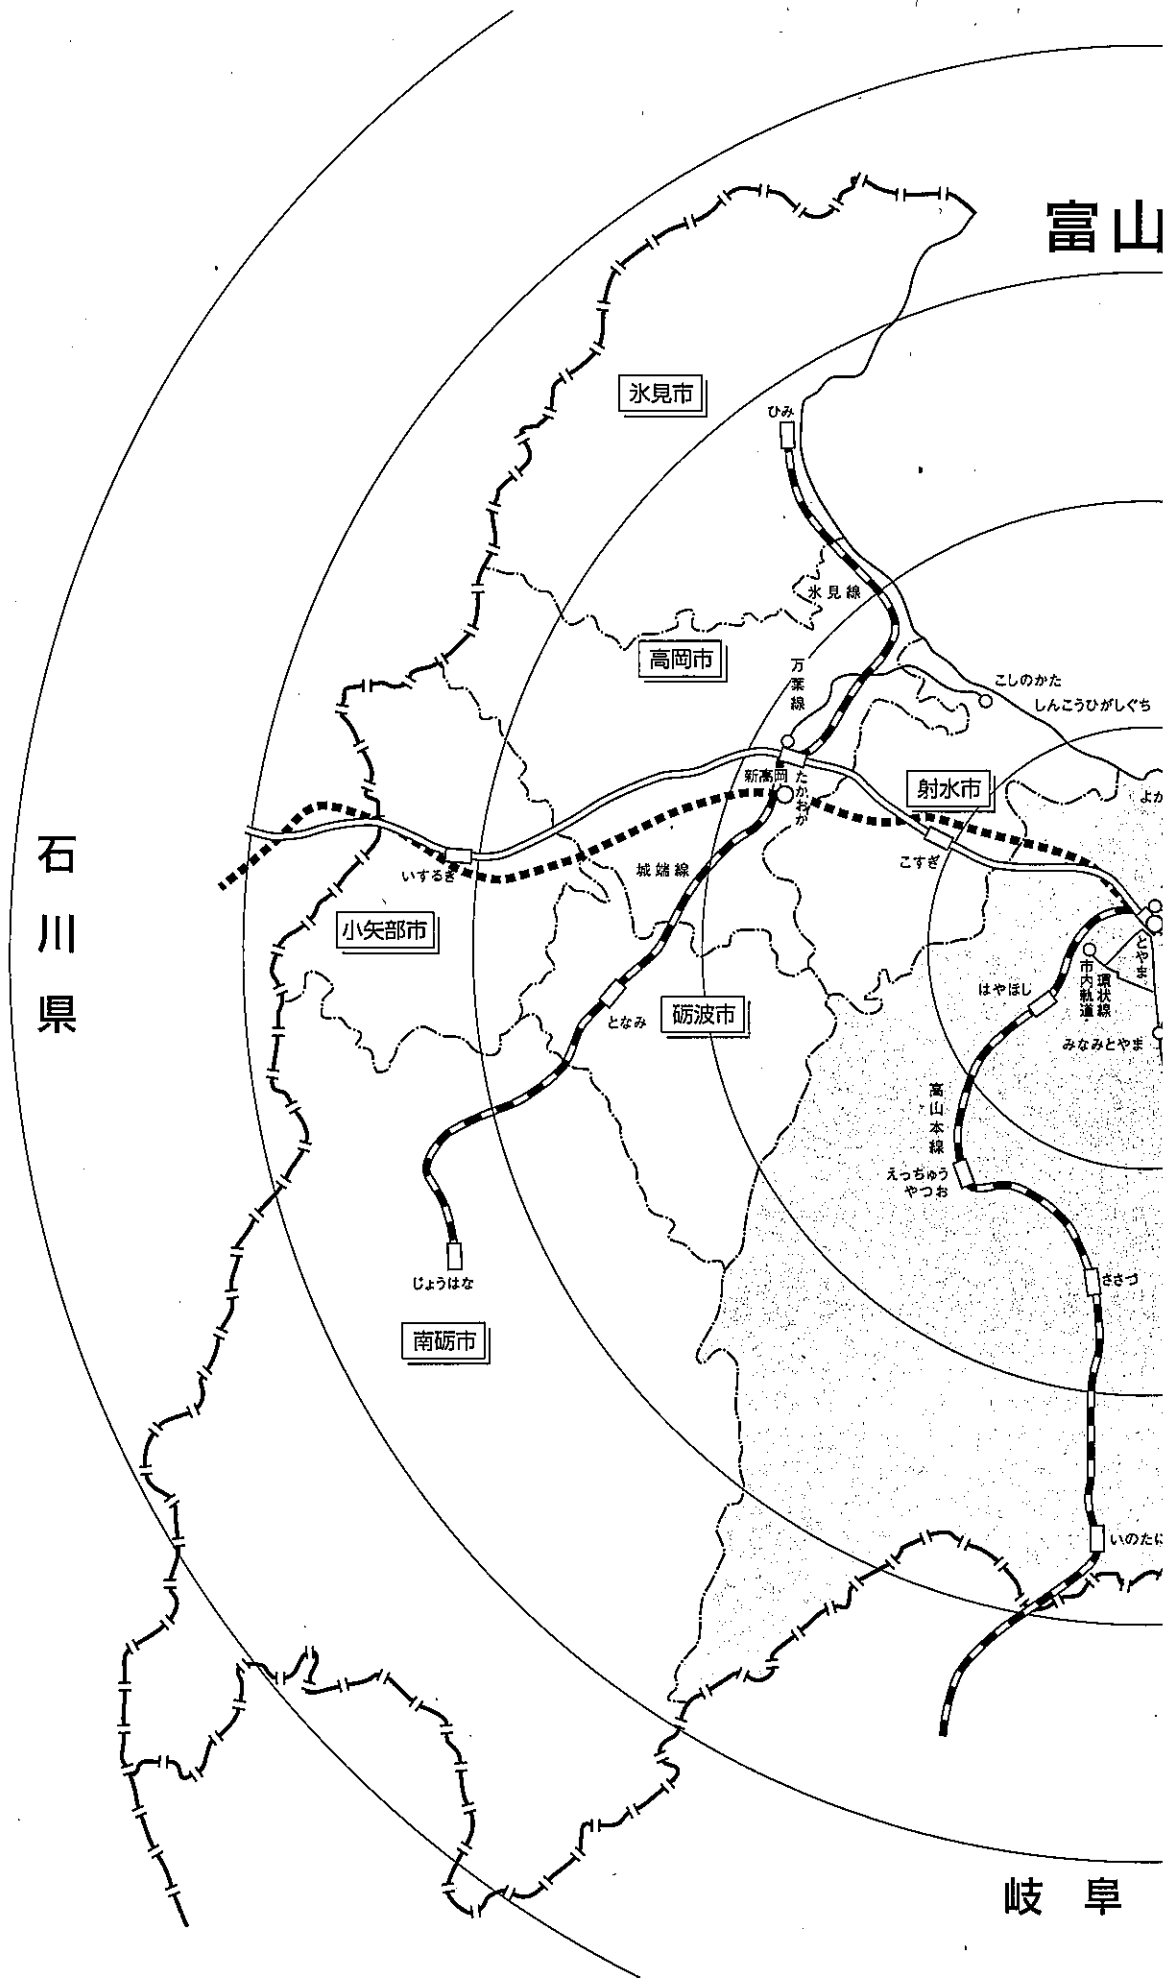 富山
氷見市
ひみ
氷見線
高岡市
万葉線
こしのかた
しんこうひがしぐち
新高岡
たかおか
射水市
よか
石川県
いするぎ
城端線
こすぎ
小矢部市
とやま
はやほし
市内軌道
環状線
となみ
砺波市
みなみとやま
高山本線
えっちゅう
やつお
じょうはな
ささづ
南砺市
いのたに
岐阜